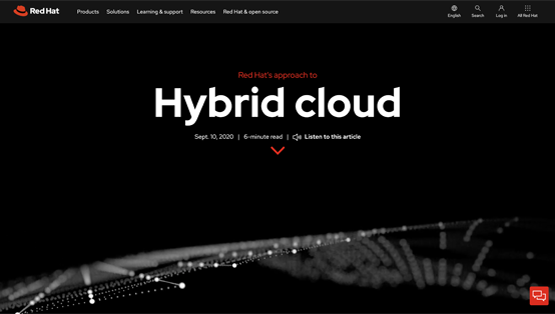 Red Hat
Products Solutions Learning & support Resources Red Hat & open source
English Search Log in All Red Hat
Red Hat's approach to
Hybrid cloud
Sept. 10, 2020 | 6-minute read | Listen to this article